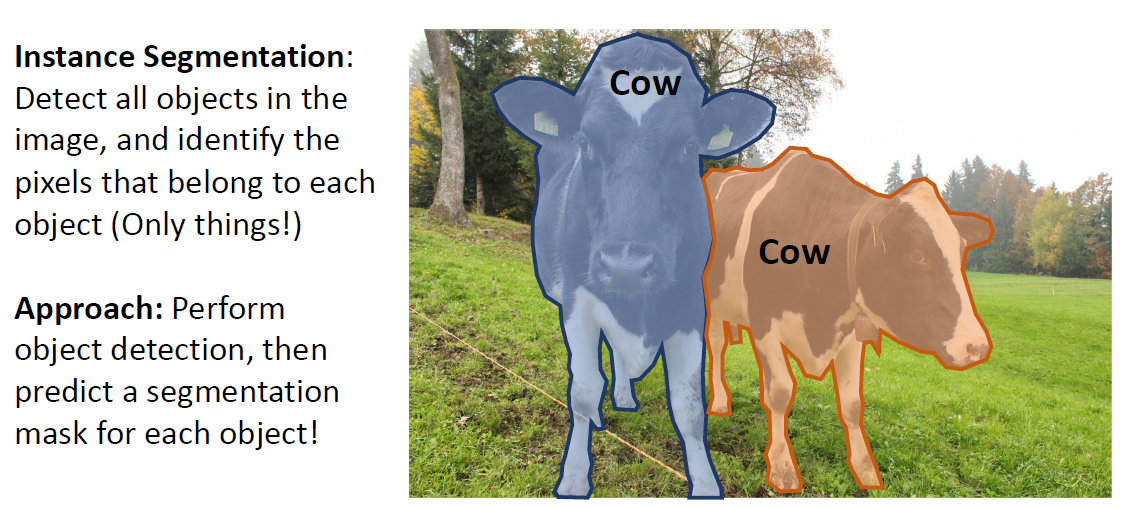 Instance Segmentation:
Detect all objects in the
image, and identify the
pixels that belong to each
object (Only things!)
Approach: Perform
object detection, then
predict a segmentation
mask for each object!
Cow
Cow